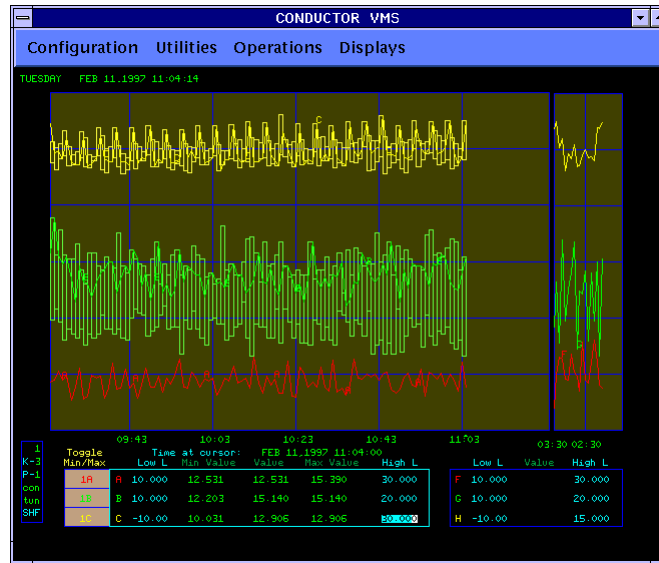 CONDUCTOR VMS
Configuration Utilities Operations Displays
TUESDAY FEB 11.1997 11:04:14
C
09:43 10:03 10:23 10:43 11:03 03:30 02:30
1
K-3
P-1
con
tun
SHF
Toggle Time at cursor: FEB 11,1997 11:04:00
Min/Max Low L Min Value Value Max Value High L Low L Value High L
1A A 10.000 12.531 12.531 15.390 30.000 F 10.000 30.000
1B B 10.000 12.203 15.140 15.140 20.000 G 10.000 20.000
1C C -10.00 10.031 12.906 12.906 30.000 H -10.00 15.000